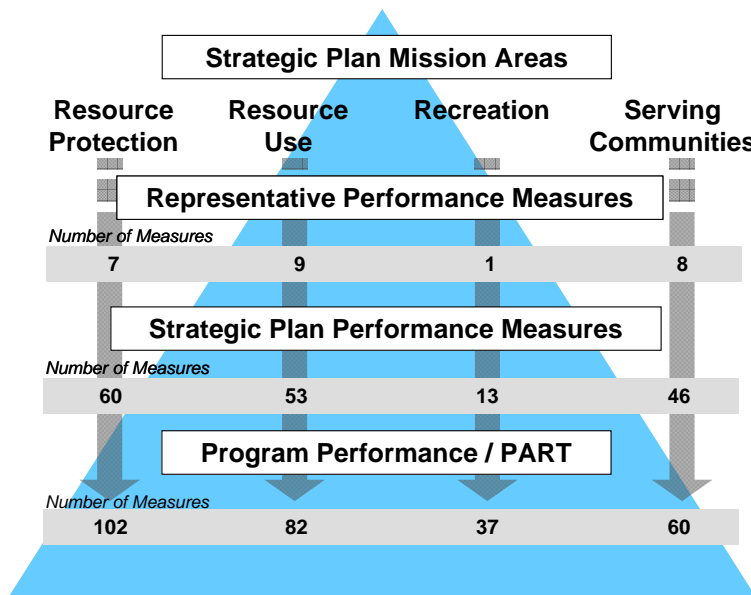 Strategic Plan Mission Areas
Resource Protection
Resource Use
Recreation
Serving Communities
Representative Performance Measures
Number of Measures
7 9 1 8
Strategic Plan Performance Measures
Number of Measures
60 53 13 46
Program Performance / PART
Number of Measures
102 82 37 60